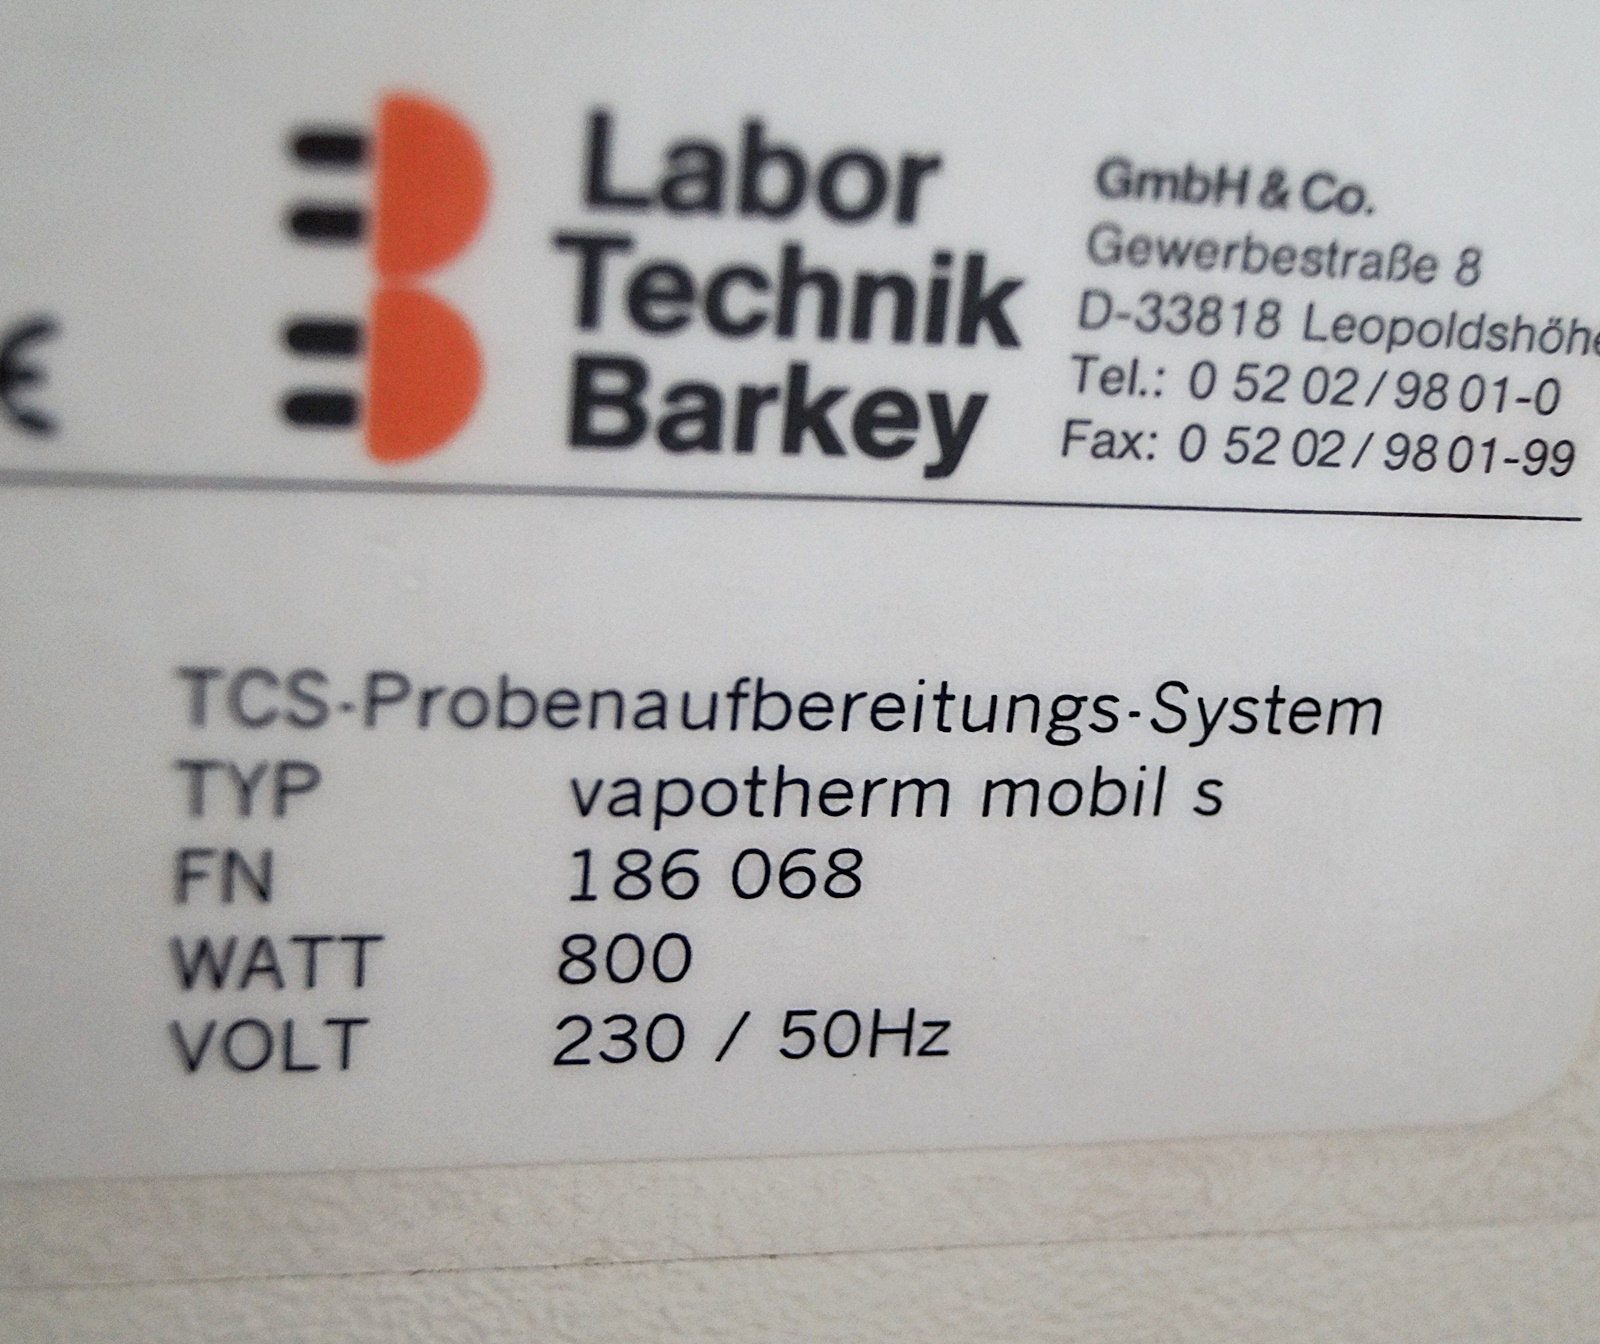 Labor
Technik
Barkey
GmbH & Co.
Gewerbestraße 8
D-33818 Leopoldshöhe
Tel.: 0 52 02 / 98 01-0
Fax: 0 52 02 / 98 01-99
CE
TCS-Probenaufbereitungs-System
TYP vapotherm mobil s
FN 186 068
WATT 800
VOLT 230 / 50Hz